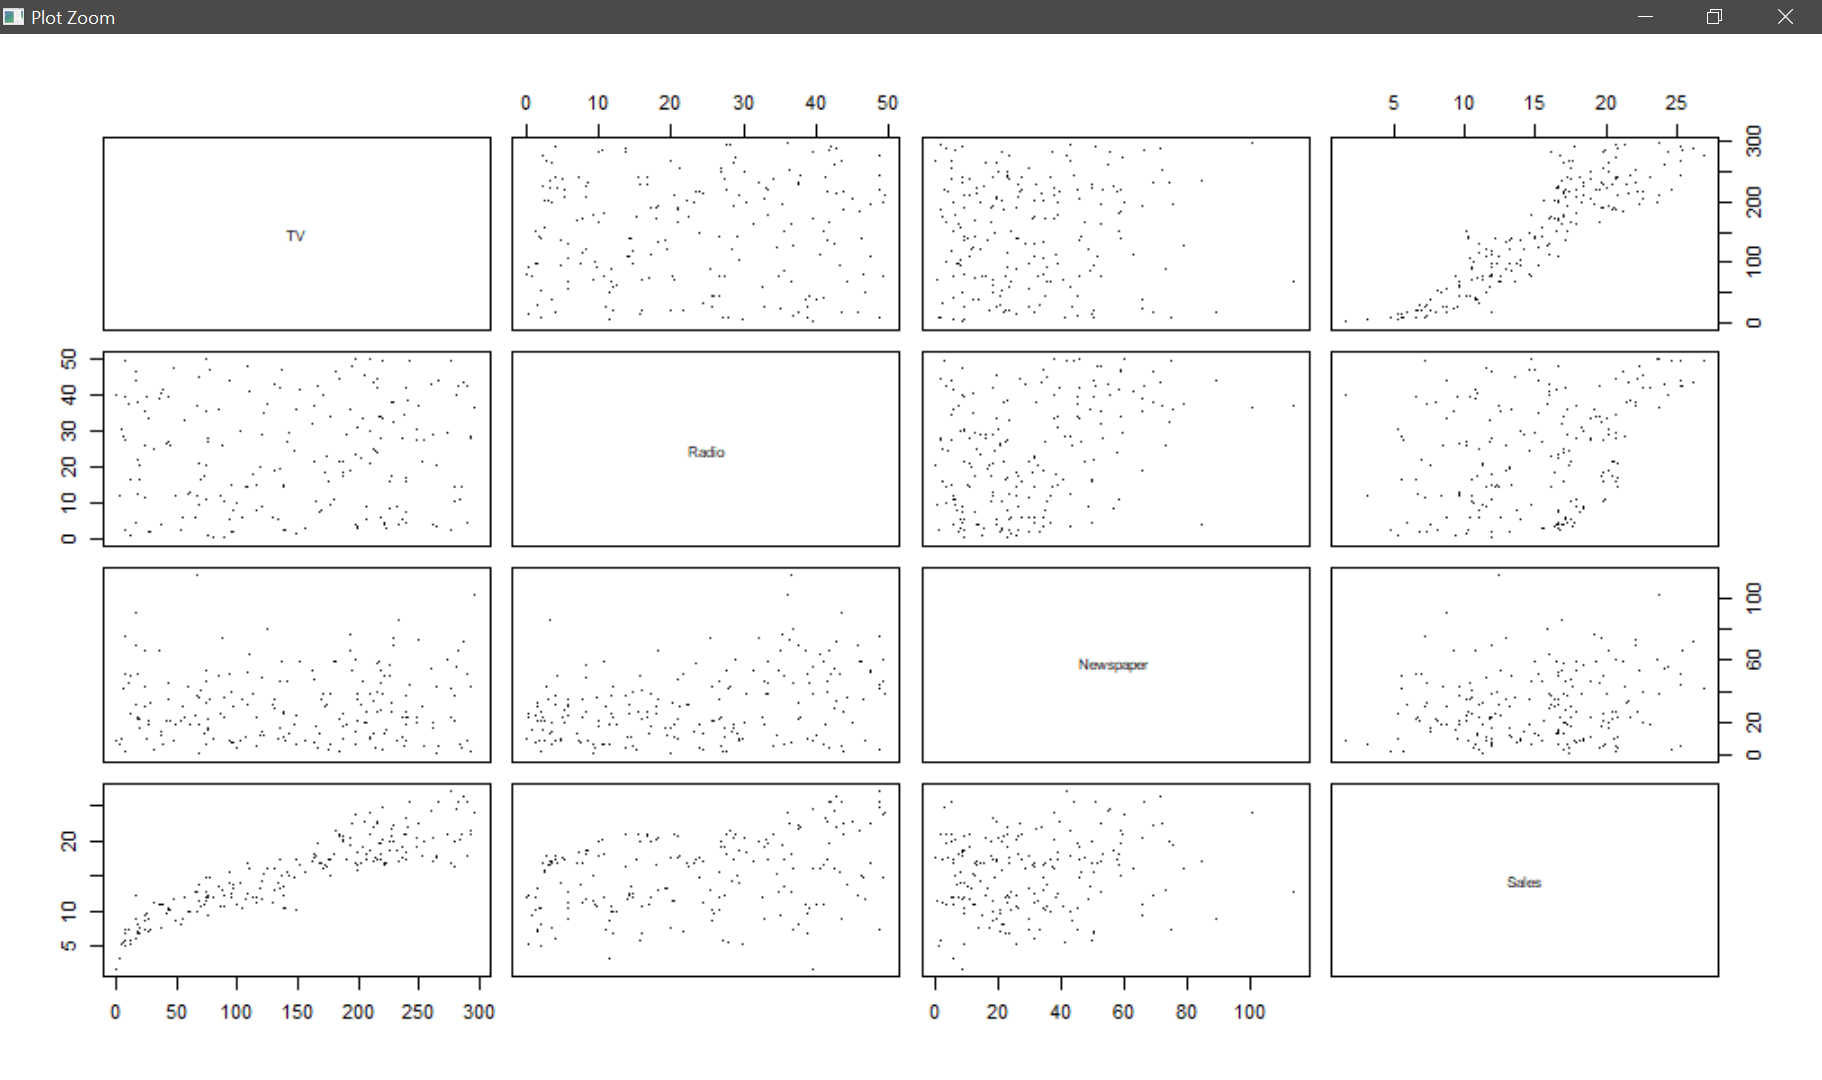 Plot Zoom
0 10 20 30 40 50
5 10 15 20 25
TV
0 100 200 300
0 10 20 30 40 50
Radio
Newspaper
0 20 60 100
5 10 20
Sales
0 50 100 150 200 250 300
0 20 40 60 80 100